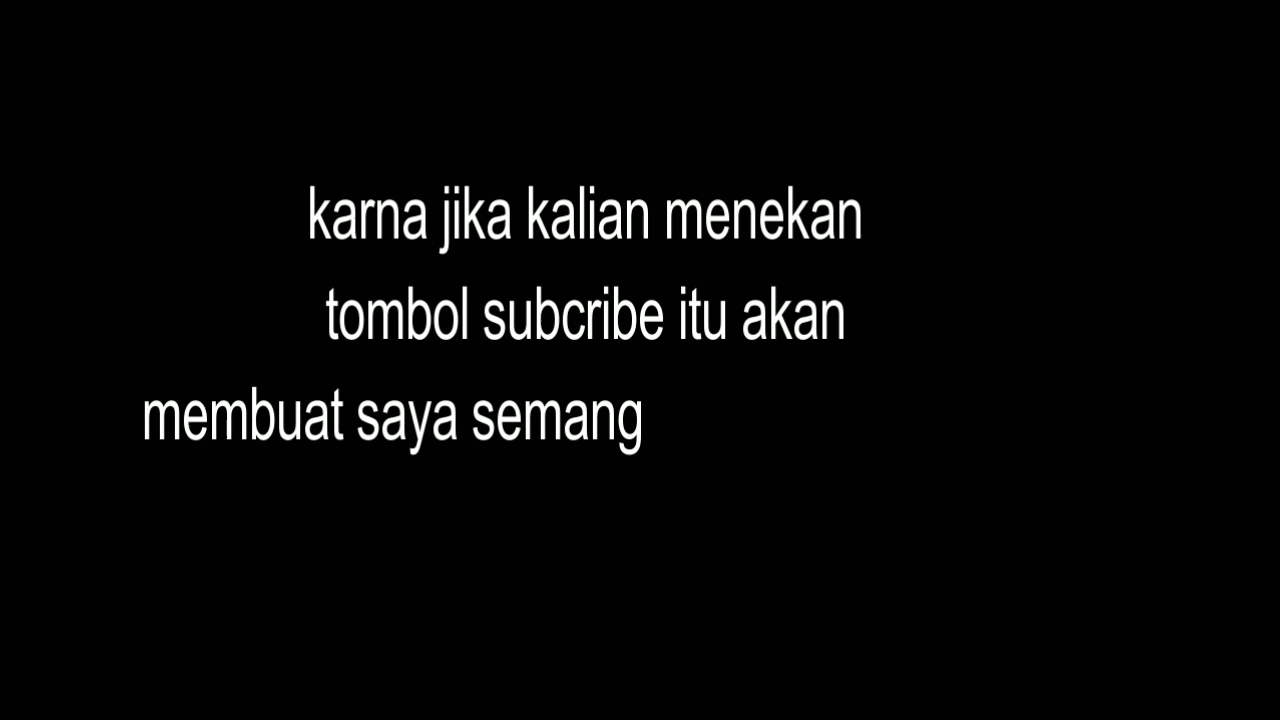 karna jika kalian menekan
tombol subcribe itu akan
membuat saya semang